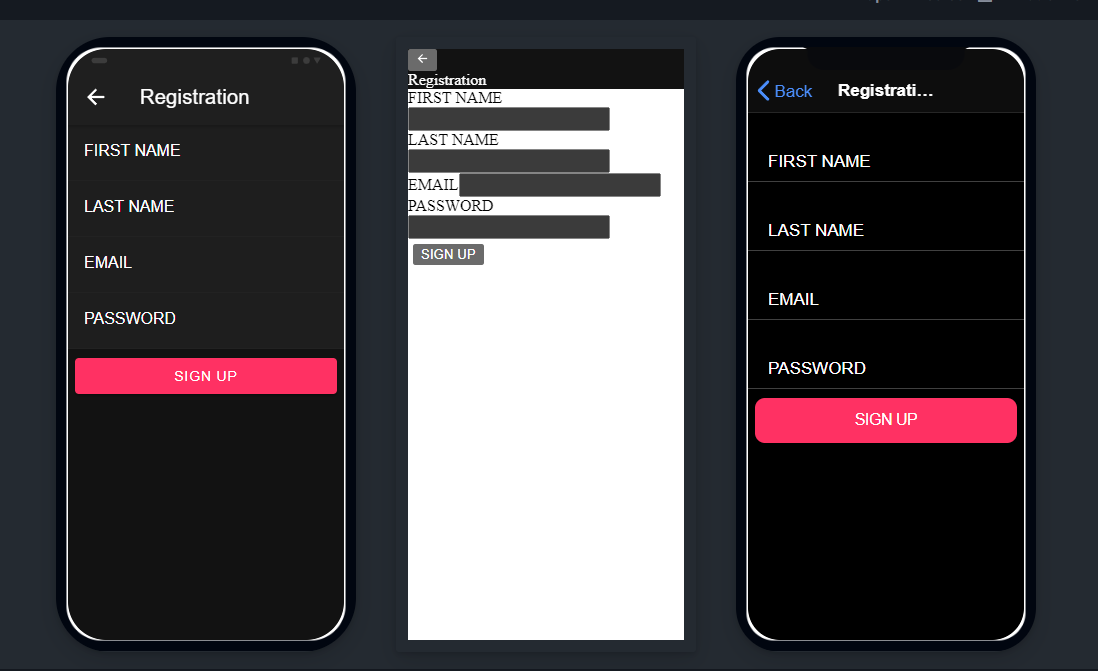 Registration
FIRST NAME
LAST NAME
EMAIL
PASSWORD
SIGN UP
Registration
FIRST NAME
LAST NAME
EMAIL
PASSWORD
SIGN UP
Back Registrati...
FIRST NAME
LAST NAME
EMAIL
PASSWORD
SIGN UP